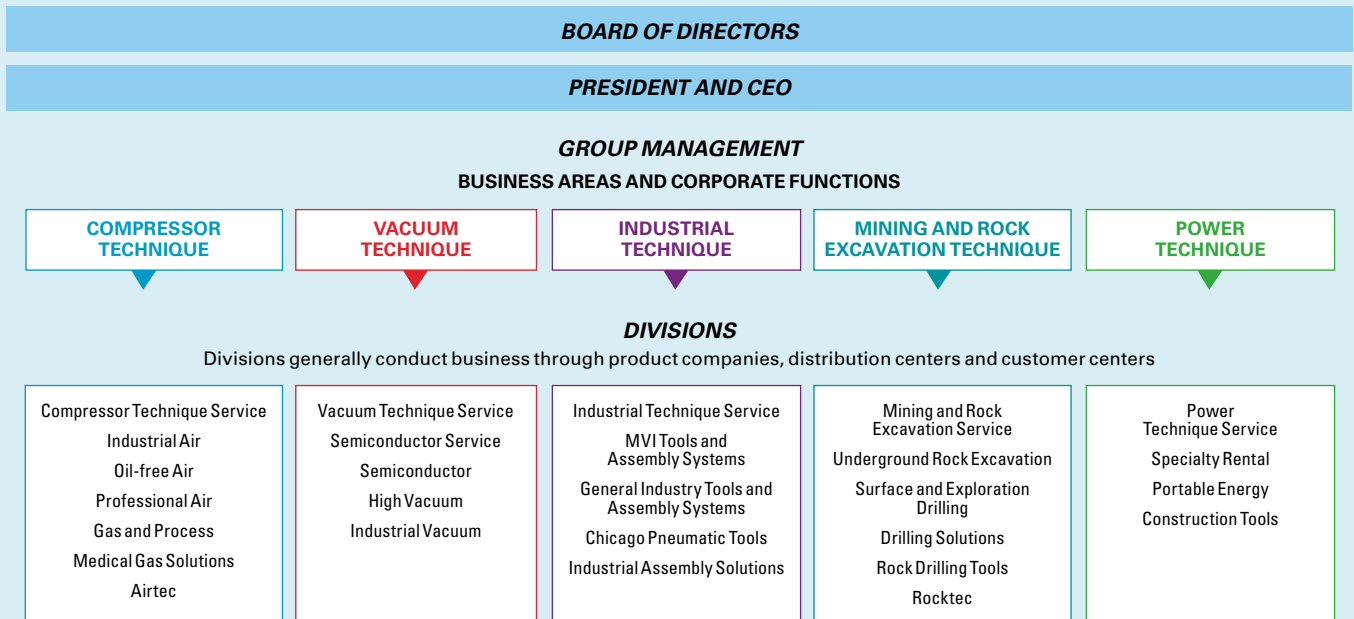 BOARD OF DIRECTORS
PRESIDENT AND CEO
GROUP MANAGEMENT
BUSINESS AREAS AND CORPORATE FUNCTIONS
COMPRESSOR
TECHNIQUE
VACUUM
TECHNIQUE
INDUSTRIAL
TECHNIQUE
MINING AND ROCK
EXCAVATION TECHNIQUE
POWER
TECHNIQUE
DIVISIONS
Divisions generally conduct business through product companies, distribution centers and customer centers
Compressor Technique Service
Industrial Air
Oil-free Air
Professional Air
Gas and Process
Medical Gas Solutions
Airtec
Vacuum Technique Service
Semiconductor Service
Semiconductor
High Vacuum
Industrial Vacuum
Industrial Technique Service
MVI Tools and
Assembly Systems
General Industry Tools and
Assembly Systems
Chicago Pneumatic Tools
Industrial Assembly Solutions
Mining and Rock
Excavation Service
Underground Rock Excavation
Surface and Exploration
Drilling
Drilling Solutions
Rock Drilling Tools
Rocktec
Power
Technique Service
Specialty Rental
Portable Energy
Construction Tools